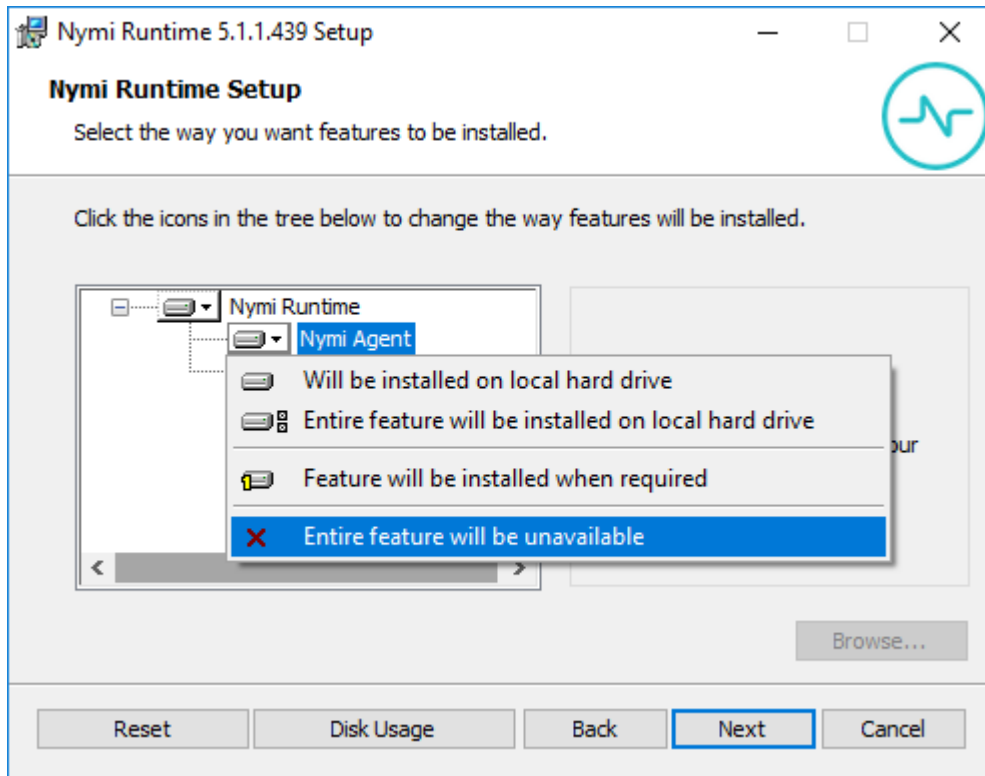 Nymi Runtime 5.1.1.439 Setup
Nymi Runtime Setup
Select the way you want features to be installed.
Click the icons in the tree below to change the way features will be installed.
Nymi Runtime
Nymi Agent
Will be installed on local hard drive
Entire feature will be installed on local hard drive
Feature will be installed when required
Entire feature will be unavailable
Browse...
Reset Disk Usage Back Next Cancel